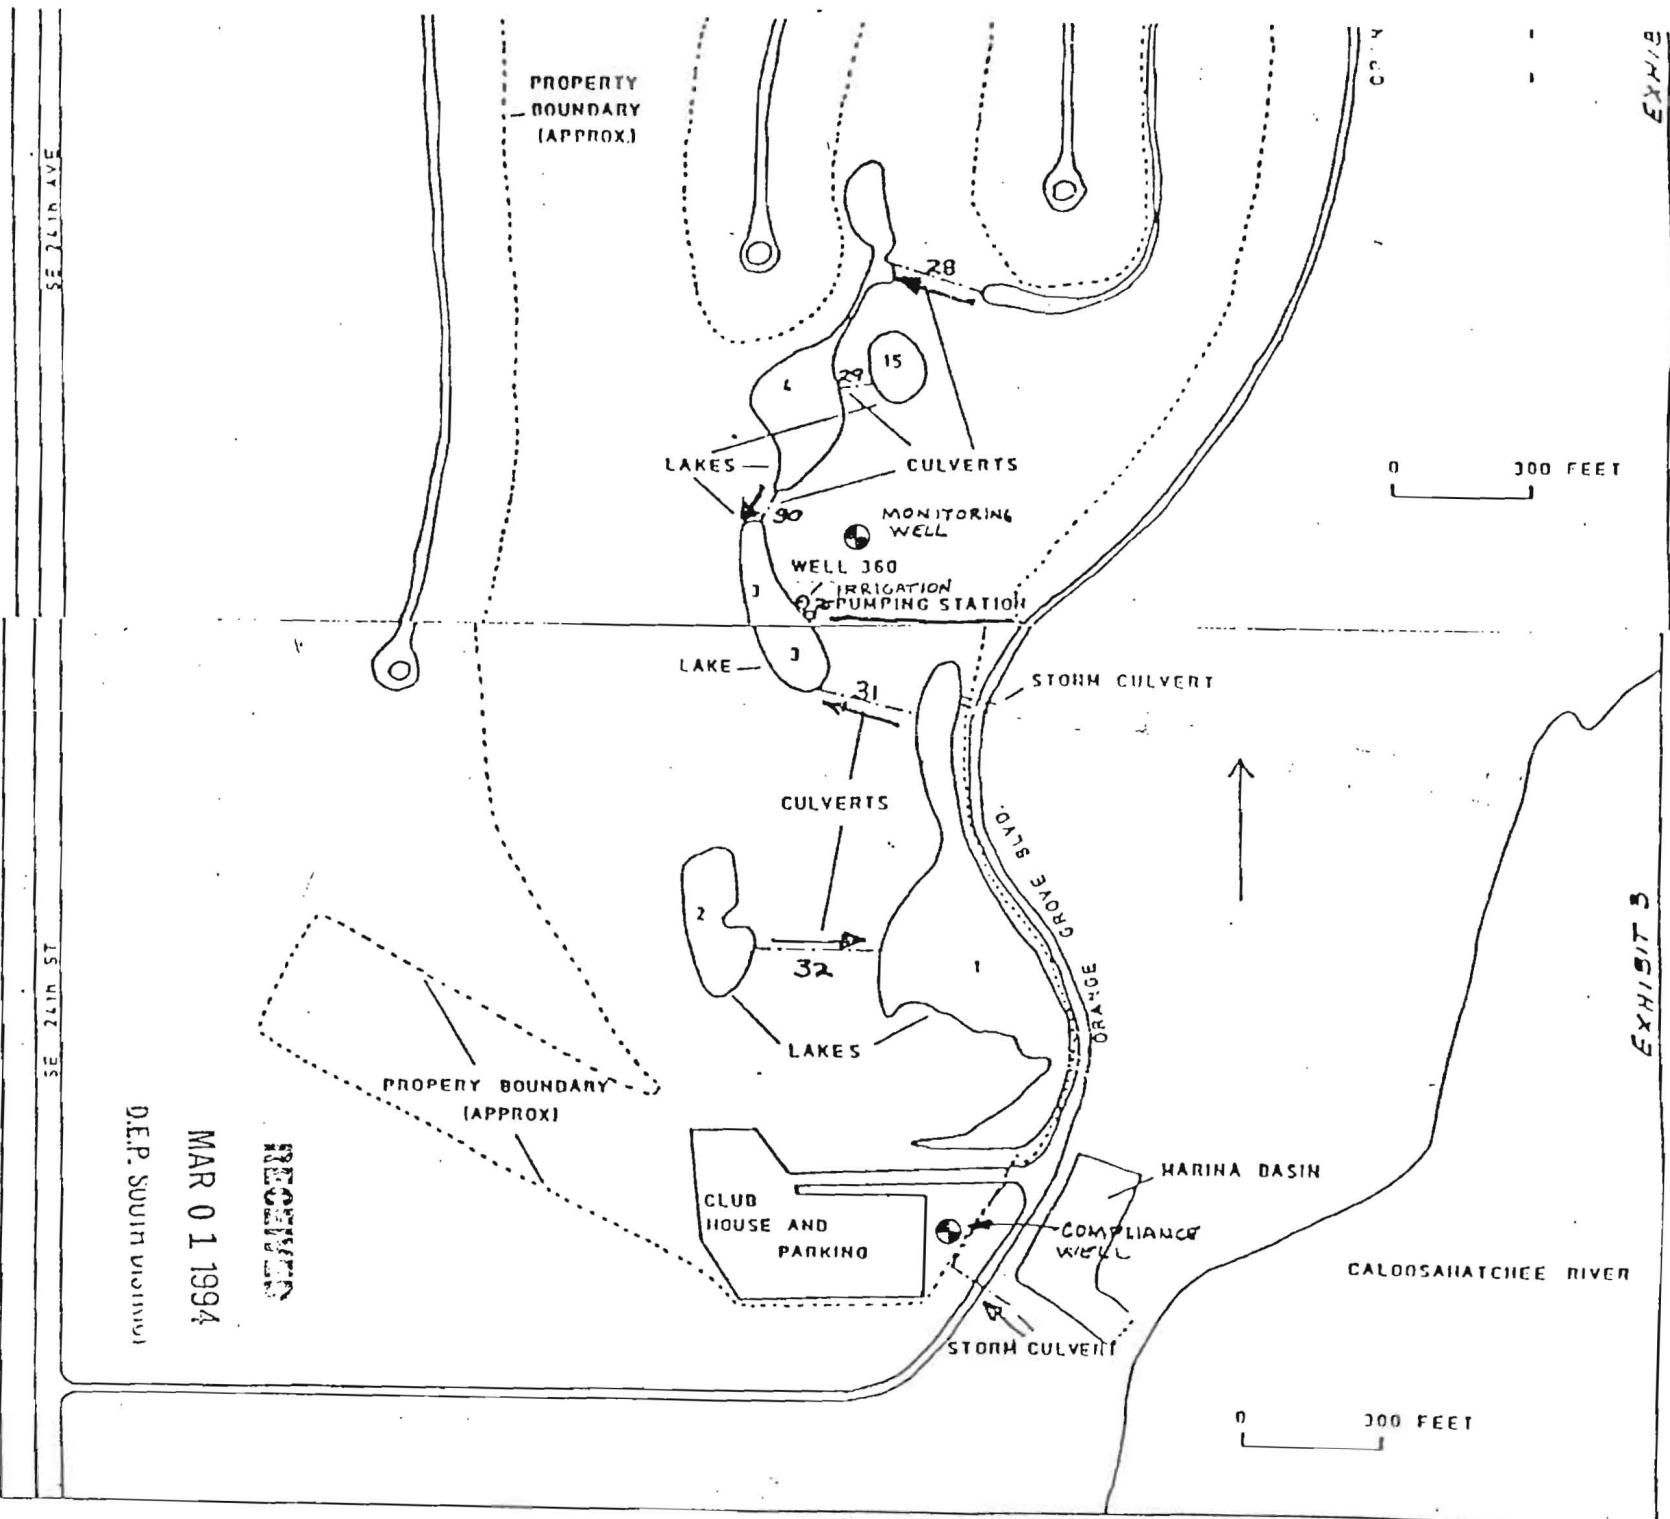 PROPERTY
BOUNDARY
(APPROX.)
SE 24th AVE
28
15
29
4
LAKES
CULVERTS
0 300 FEET
30
MONITORING
WELL
WELL 360
IRRIGATION
PUMPING STATION
3
3
LAKE
31
STORM CULVERT
CULVERTS
ORANGE GROVE BLVD.
2
32
1
LAKES
SE 24th ST
EXHIBIT 3
PROPERY BOUNDARY
(APPROX)
RECEIVED
MAR 01 1994
D.E.P. SOUTH DISTRICT
CLUB
HOUSE AND
PARKING
MARINA BASIN
COMPLIANCE
WELL
CALOOSAHATCHEE RIVER
STORM CULVERT
0 300 FEET